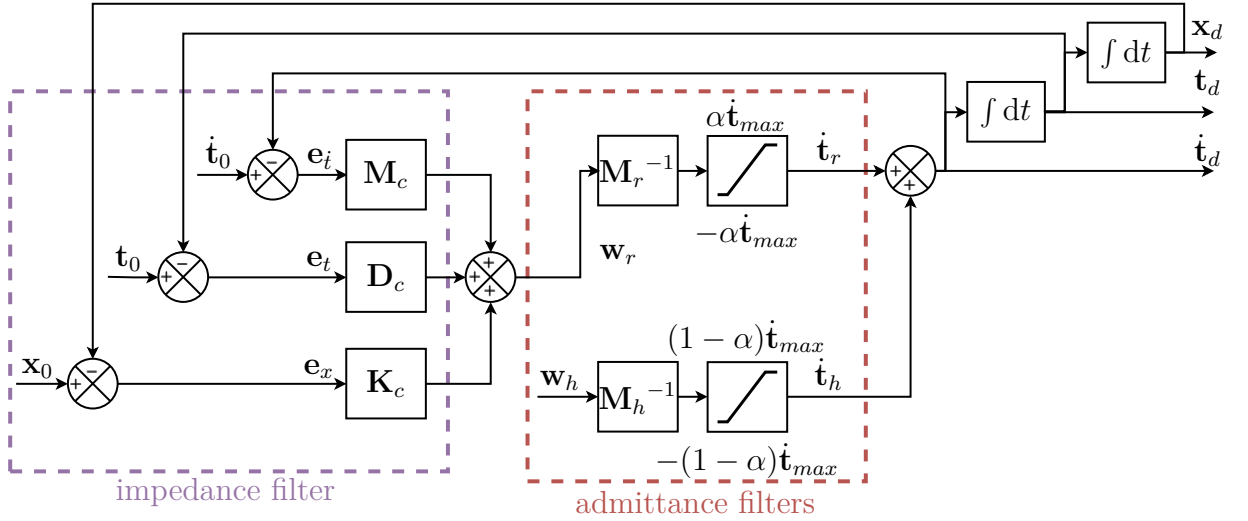 𝐱_d
∫ dt
𝐭_d
∫ dt
α𝐭̇_max
𝐭̇_0
−
+
𝐞_𝐭̇
𝐌_c
𝐌_r⁻¹
𝐭̇_r
+
+
𝐭̇_d
−α𝐭̇_max
𝐰_r
𝐭_0
−
+
𝐞_t
𝐃_c
+
+
+
𝐱_0
−
+
𝐞_x
𝐊_c
(1 − α)𝐭̇_max
𝐰_h
𝐌_h⁻¹
𝐭̇_h
−(1 − α)𝐭̇_max
impedance filter
admittance filters